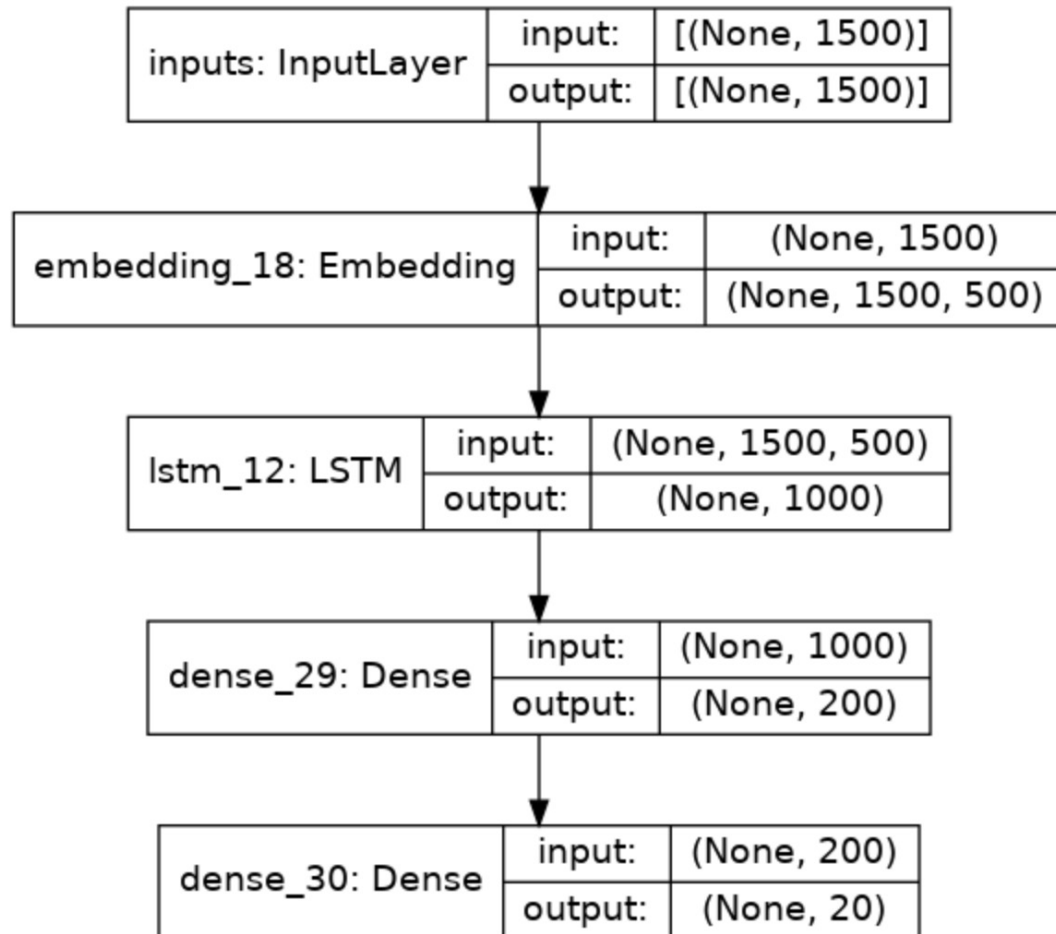 inputs: InputLayer
input: [(None, 1500)]
output: [(None, 1500)]
embedding_18: Embedding
input: (None, 1500)
output: (None, 1500, 500)
lstm_12: LSTM
input: (None, 1500, 500)
output: (None, 1000)
dense_29: Dense
input: (None, 1000)
output: (None, 200)
dense_30: Dense
input: (None, 200)
output: (None, 20)